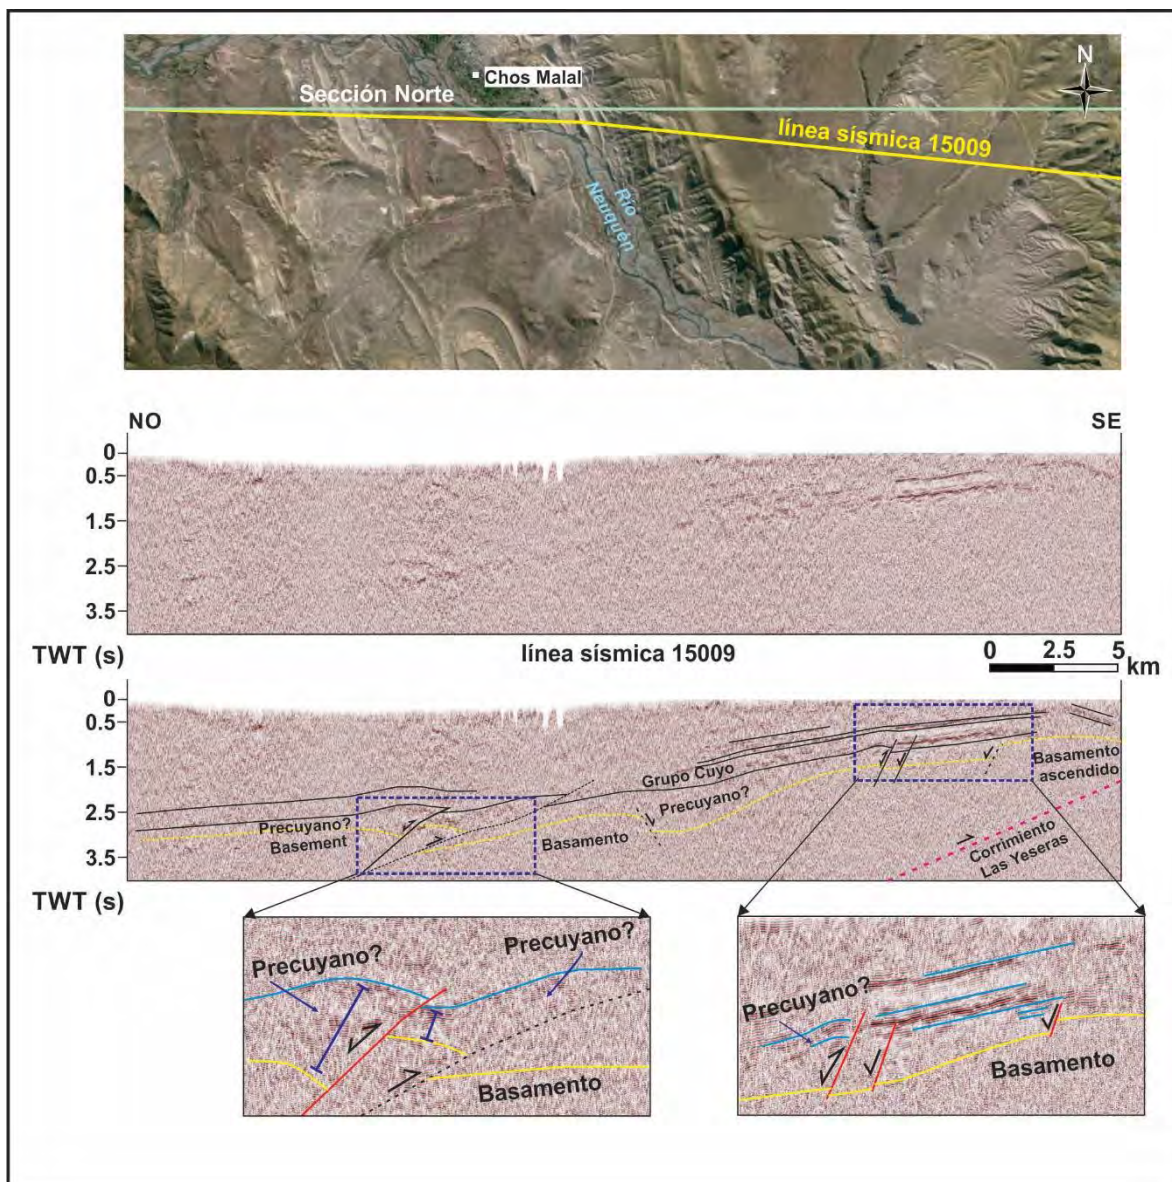 N
Chos Malal
Sección Norte
línea sísmica 15009
Río
Neuquén
NO
SE
0
0.5
1.5
2.5
3.5
TWT (s)
línea sísmica 15009
0 2.5 5
km
0
0.5
1.5
2.5
3.5
TWT (s)
Grupo Cuyo
Precuyano?
Basamento
ascendido
Precuyano?
Basement
Basamento
Corrimiento
Las Yeseras
Precuyano?
Precuyano?
Basamento
Precuyano?
Basamento